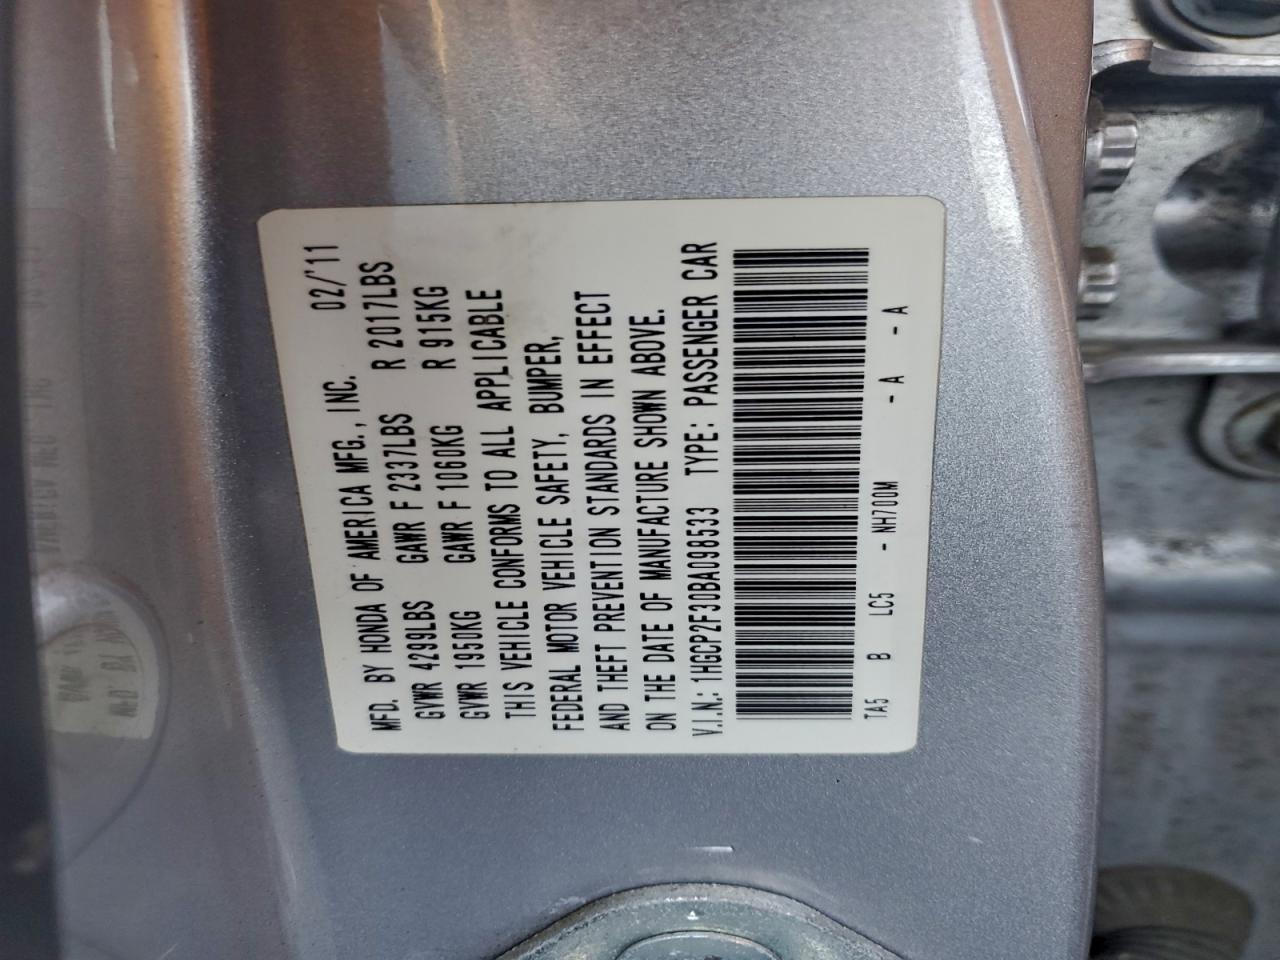 MFD. BY HONDA OF AMERICA MFG., INC. 02/'11
GVWR 4299LBS GAWR F 2337LBS R 2017LBS
GVWR 1950KG GAWR F 1060KG R 915KG
THIS VEHICLE CONFORMS TO ALL APPLICABLE
FEDERAL MOTOR VEHICLE SAFETY, BUMPER,
AND THEFT PREVENTION STANDARDS IN EFFECT
ON THE DATE OF MANUFACTURE SHOWN ABOVE.
V.I.N.: 1HGCP2F30BA098533 TYPE: PASSENGER CAR
TA5 B LC5 - NH700M - A - A